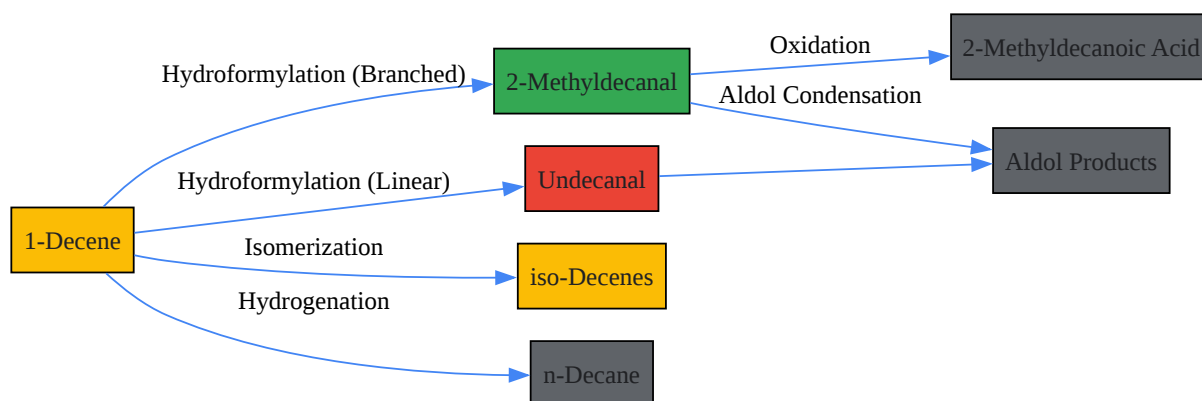 Oxidation
2-Methyldecanoic Acid
Hydroformylation (Branched)
2-Methyldecanal
Aldol Condensation
Aldol Products
Hydroformylation (Linear)
Undecanal
1-Decene
Isomerization
iso-Decenes
Hydrogenation
n-Decane